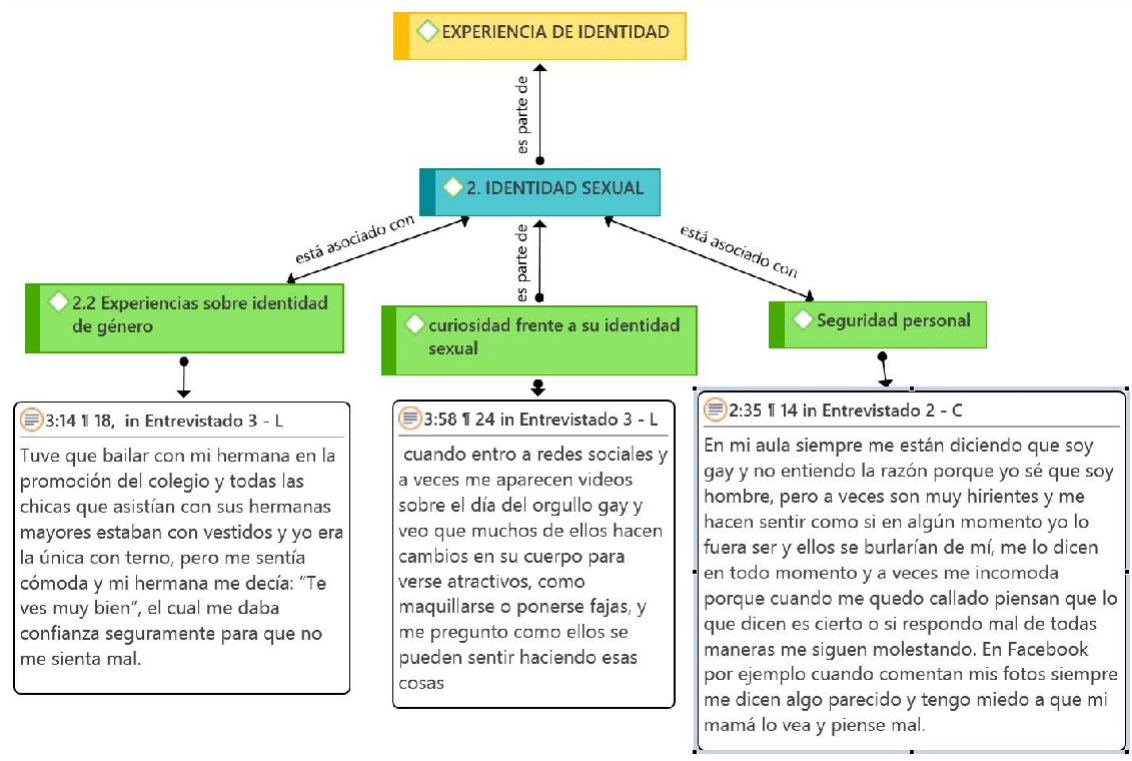 EXPERIENCIA DE IDENTIDAD
es parte de
2. IDENTIDAD SEXUAL
está asociado con
es parte de
está asociado con
2.2 Experiencias sobre identidad
de género
curiosidad frente a su identidad
sexual
Seguridad personal
3:14 ¶ 18, in Entrevistado 3 - L
Tuve que bailar con mi hermana en la
promoción del colegio y todas las
chicas que asistían con sus hermanas
mayores estaban con vestidos y yo era
la única con terno, pero me sentía
cómoda y mi hermana me decía: “Te
ves muy bien”, el cual me daba
confianza seguramente para que no
me sienta mal.
3:58 ¶ 24 in Entrevistado 3 - L
cuando entro a redes sociales y
a veces me aparecen videos
sobre el día del orgullo gay y
veo que muchos de ellos hacen
cambios en su cuerpo para
verse atractivos, como
maquillarse o ponerse fajas, y
me pregunto como ellos se
pueden sentir haciendo esas
cosas
2:35 ¶ 14 in Entrevistado 2 - C
En mi aula siempre me están diciendo que soy
gay y no entiendo la razón porque yo sé que soy
hombre, pero a veces son muy hirientes y me
hacen sentir como si en algún momento yo lo
fuera ser y ellos se burlarían de mí, me lo dicen
en todo momento y a veces me incomoda
porque cuando me quedo callado piensan que lo
que dicen es cierto o si respondo mal de todas
maneras me siguen molestando. En Facebook
por ejemplo cuando comentan mis fotos siempre
me dicen algo parecido y tengo miedo a que mi
mamá lo vea y piense mal.